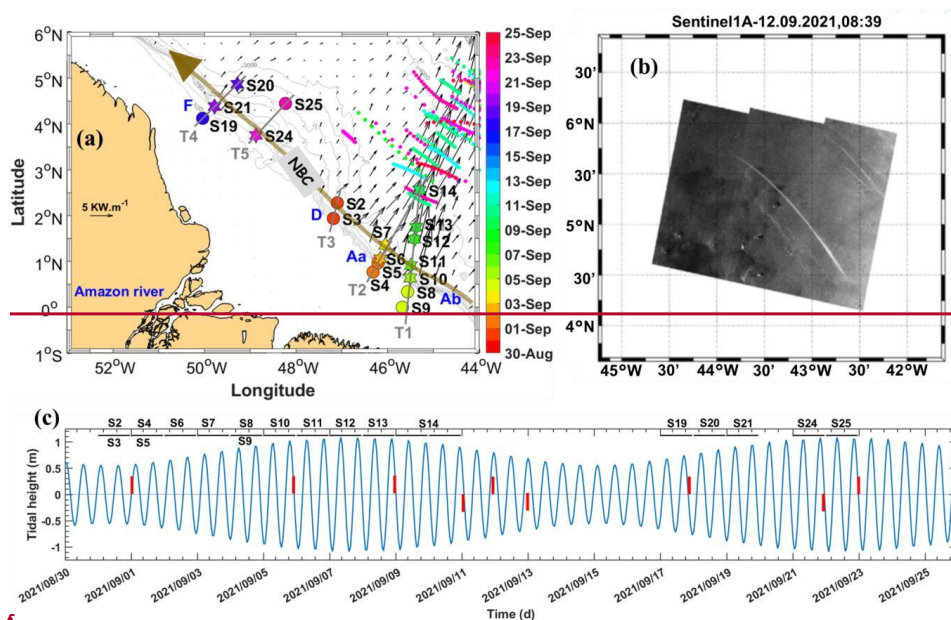 Sentinel1A-12.09.2021,08:39
(a)
(b)
6°N
5°N
4°N
3°N
2°N
1°N
0°
1°S
Latitude
52°W
50°W
48°W
46°W
44°W
Longitude
S20
S25
F
S21
S19
T4
S24
T5
NBC
S14
S2
D
S3
S13
T3
S7
S12
Aa
S6
S11
S5
S10
T2
S4
S8
Ab
S9
T1
5 KW.m⁻¹
Amazon river
25-Sep
23-Sep
21-Sep
19-Sep
17-Sep
15-Sep
13-Sep
11-Sep
09-Sep
07-Sep
05-Sep
03-Sep
01-Sep
30-Aug
30'
6°N
30'
5°N
30'
4°N
45°W
30'
44°W
30'
43°W
30'
42°W
(c)
S2 S4 S6 S7 S8 S10 S11 S12 S13 S14 S19 S20 S21 S24 S25
S3 S5 S9
Tidal height (m)
1
0.5
0
-0.5
-1
2021/08/30 2021/09/01 2021/09/03 2021/09/05 2021/09/07 2021/09/09 2021/09/11 2021/09/13 2021/09/15 2021/09/17 2021/09/19 2021/09/21 2021/09/23 2021/09/25
Time (d)